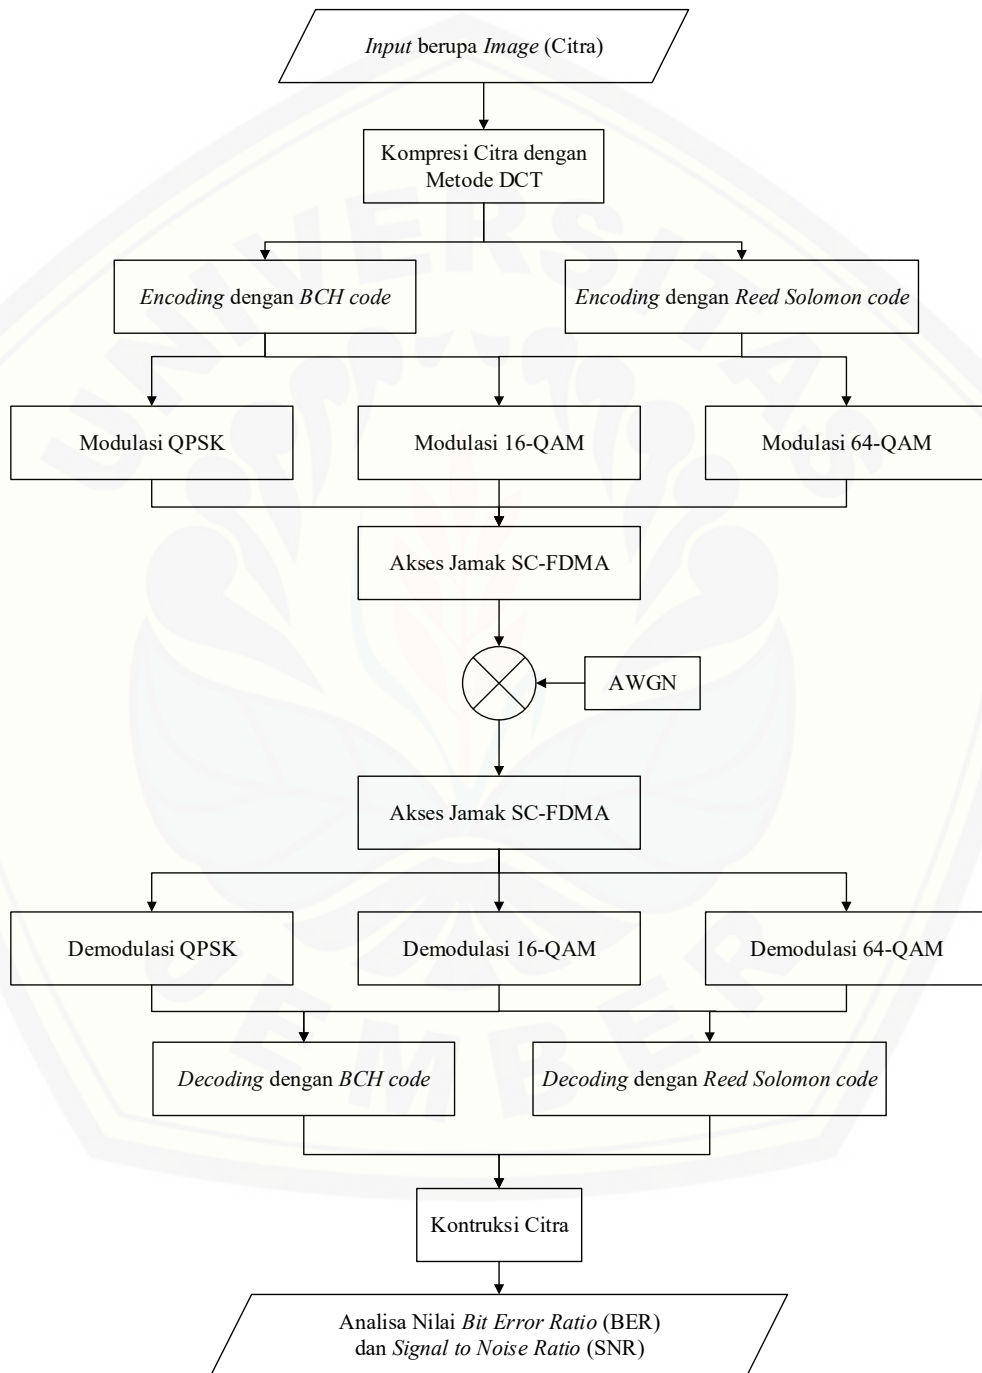 Input berupa Image (Citra)
Kompresi Citra dengan
Metode DCT
Encoding dengan BCH code
Encoding dengan Reed Solomon code
Modulasi QPSK
Modulasi 16-QAM
Modulasi 64-QAM
Akses Jamak SC-FDMA
AWGN
Akses Jamak SC-FDMA
Demodulasi QPSK
Demodulasi 16-QAM
Demodulasi 64-QAM
Decoding dengan BCH code
Decoding dengan Reed Solomon code
Kontruksi Citra
Analisa Nilai Bit Error Ratio (BER)
dan Signal to Noise Ratio (SNR)
UNIVERSITAS
JEMBER